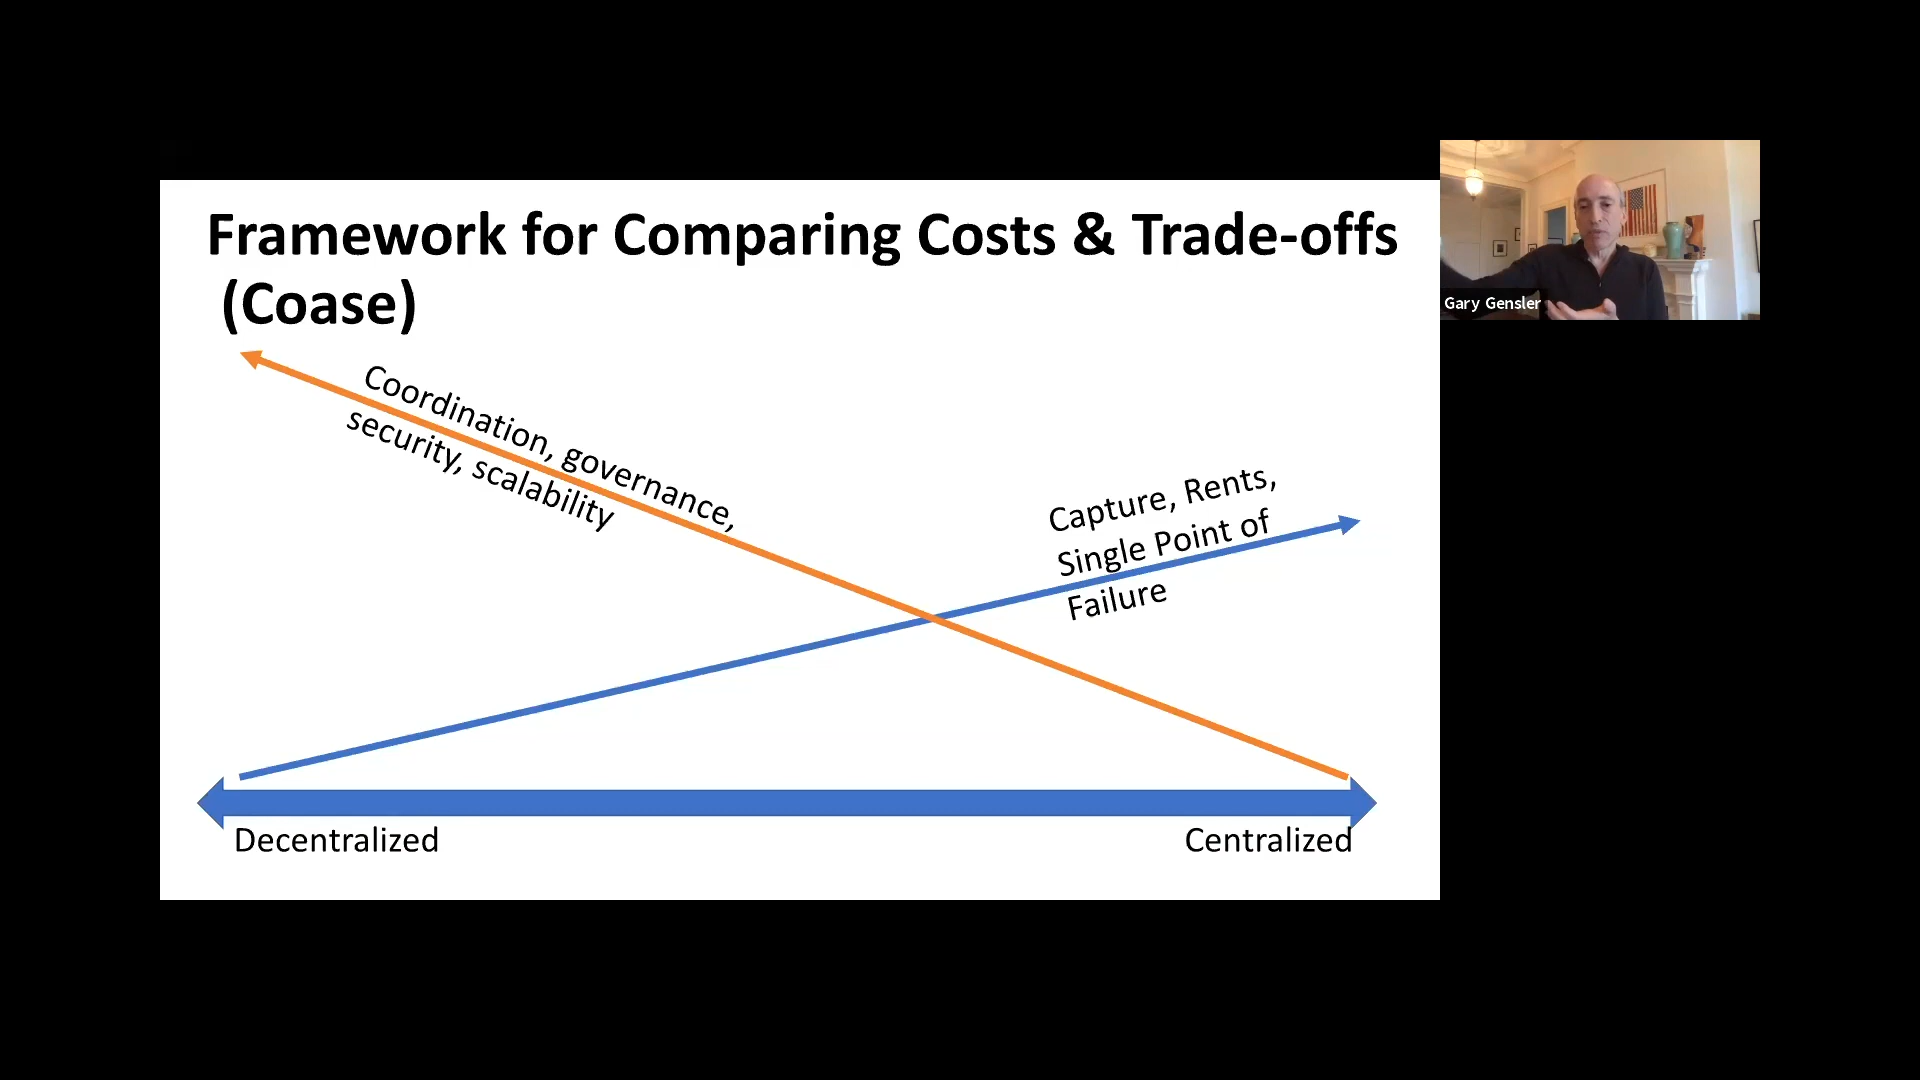 Framework for Comparing Costs & Trade-offs
(Coase)
Coordination, governance,
security, scalability
Capture, Rents,
Single Point of
Failure
Decentralized
Centralized
Gary Gensler